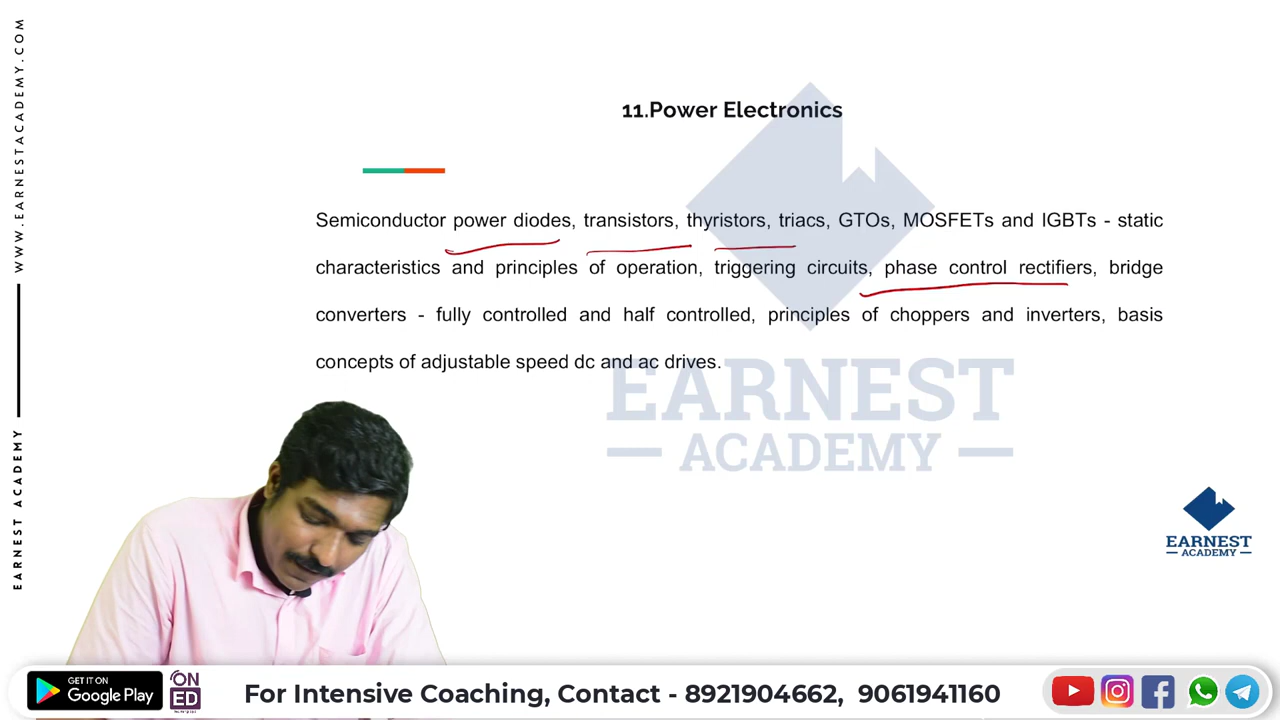 WWW.EARNESTACADEMY.COM
EARNEST ACADEMY
11.Power Electronics
Semiconductor power diodes, transistors, thyristors, triacs, GTOs, MOSFETs and IGBTs - static
characteristics and principles of operation, triggering circuits, phase control rectifiers, bridge
converters - fully controlled and half controlled, principles of choppers and inverters, basis
concepts of adjustable speed dc and ac drives.
EARNEST
ACADEMY
EARNEST
ACADEMY
GET IT ON
Google Play
ON
ED
For Intensive Coaching, Contact - 8921904662, 9061941160